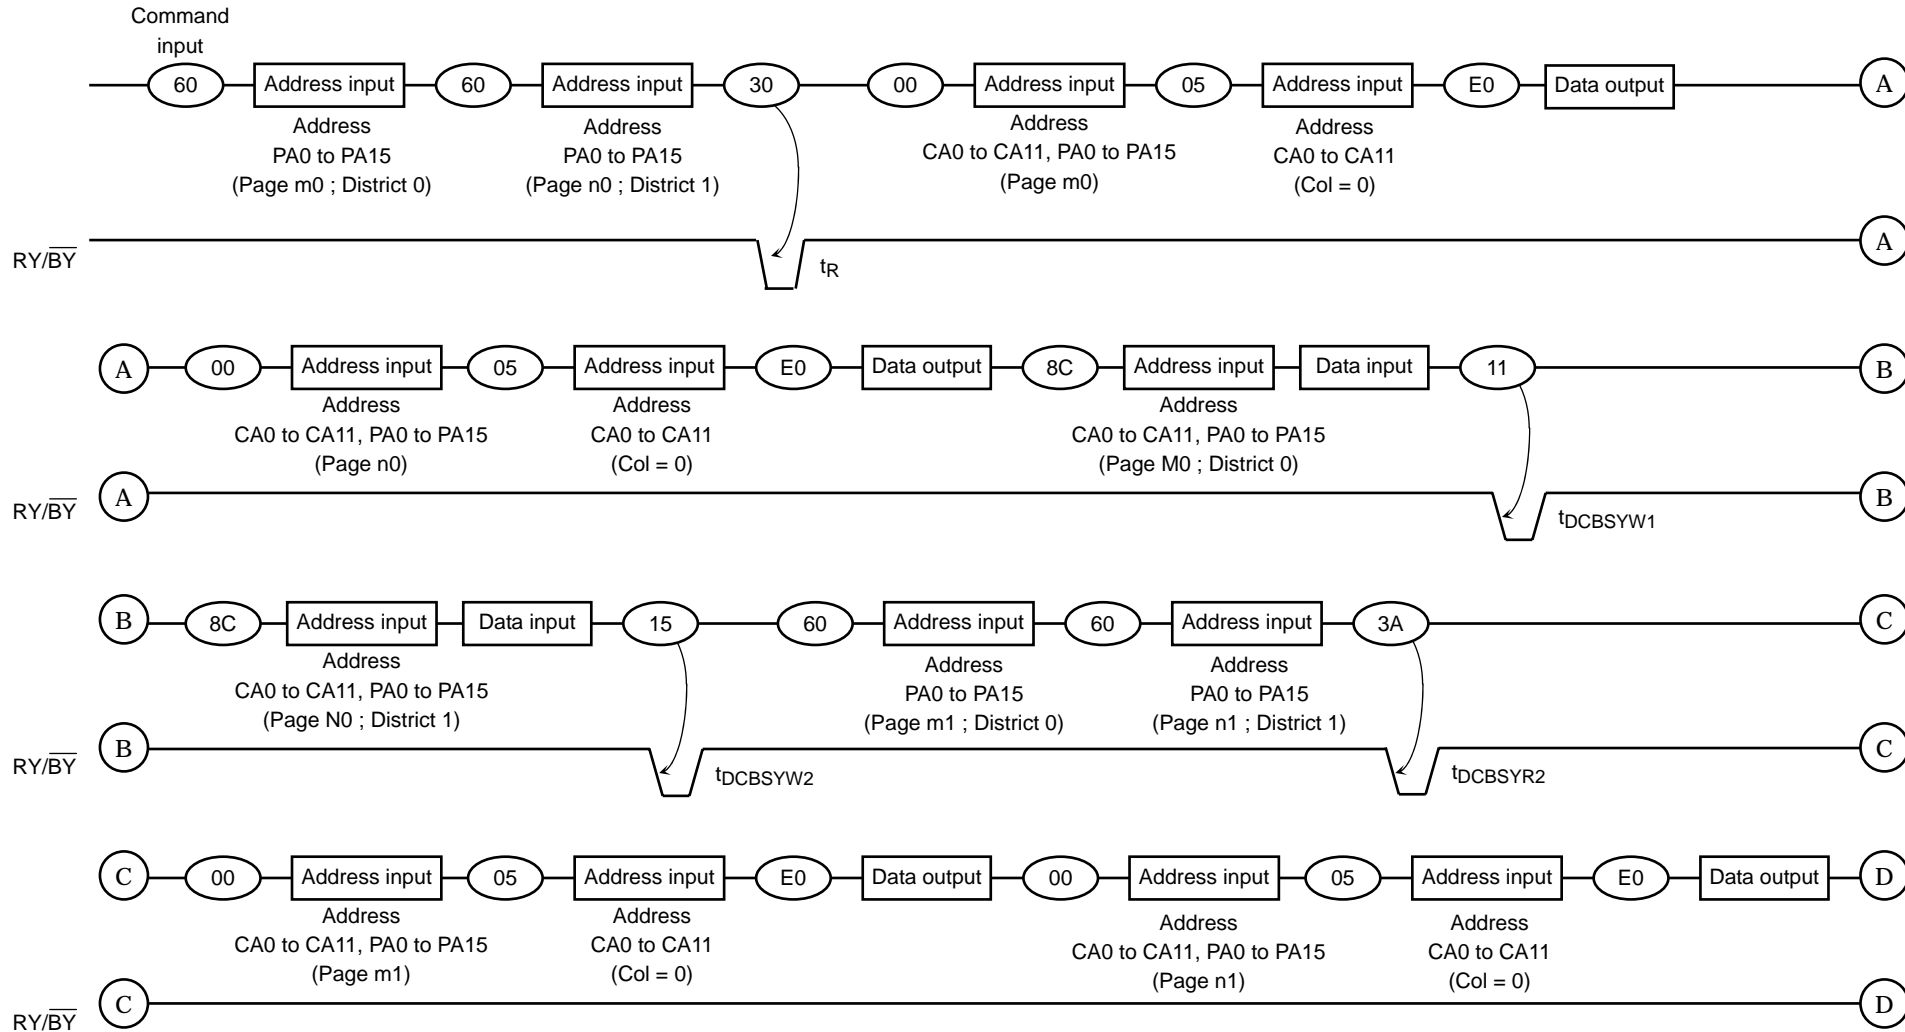 Command
input
60 Address input 60 Address input 30 00 Address input 05 Address input E0 Data output A
Address
PA0 to PA15
(Page m0 ; District 0)
Address
PA0 to PA15
(Page n0 ; District 1)
Address
CA0 to CA11, PA0 to PA15
(Page m0)
Address
CA0 to CA11
(Col = 0)
RY/BY tR A
A 00 Address input 05 Address input E0 Data output 8C Address input Data input 11 B
Address
CA0 to CA11, PA0 to PA15
(Page n0)
Address
CA0 to CA11
(Col = 0)
Address
CA0 to CA11, PA0 to PA15
(Page M0 ; District 0)
RY/BY A tDCBSYW1 B
B 8C Address input Data input 15 60 Address input 60 Address input 3A C
Address
CA0 to CA11, PA0 to PA15
(Page N0 ; District 1)
Address
PA0 to PA15
(Page m1 ; District 0)
Address
PA0 to PA15
(Page n1 ; District 1)
RY/BY B tDCBSYW2 tDCBSYR2 C
C 00 Address input 05 Address input E0 Data output 00 Address input 05 Address input E0 Data output D
Address
CA0 to CA11, PA0 to PA15
(Page m1)
Address
CA0 to CA11
(Col = 0)
Address
CA0 to CA11, PA0 to PA15
(Page n1)
Address
CA0 to CA11
(Col = 0)
RY/BY C D